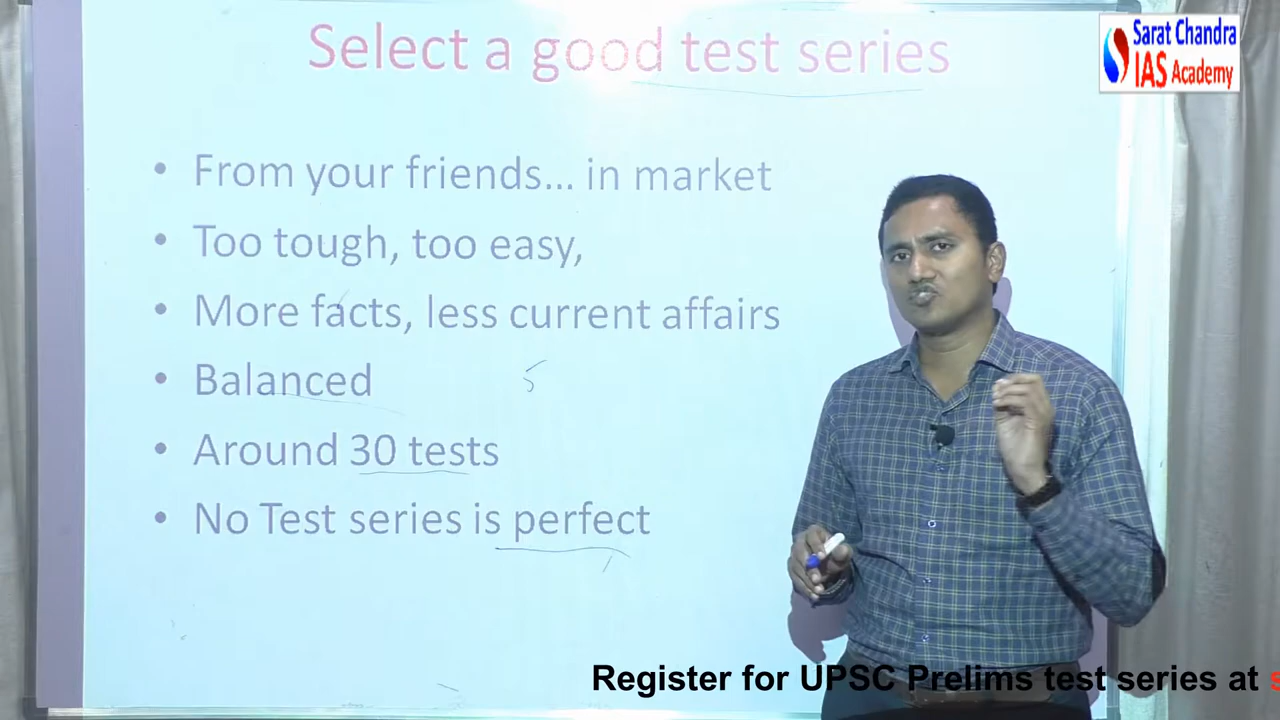 Select a good test series
Sarat Chandra
IAS Academy
• From your friends... in market
• Too tough, too easy,
• More facts, less current affairs
• Balanced
5
• Around 30 tests
• No Test series is perfect
Register for UPSC Prelims test series at s